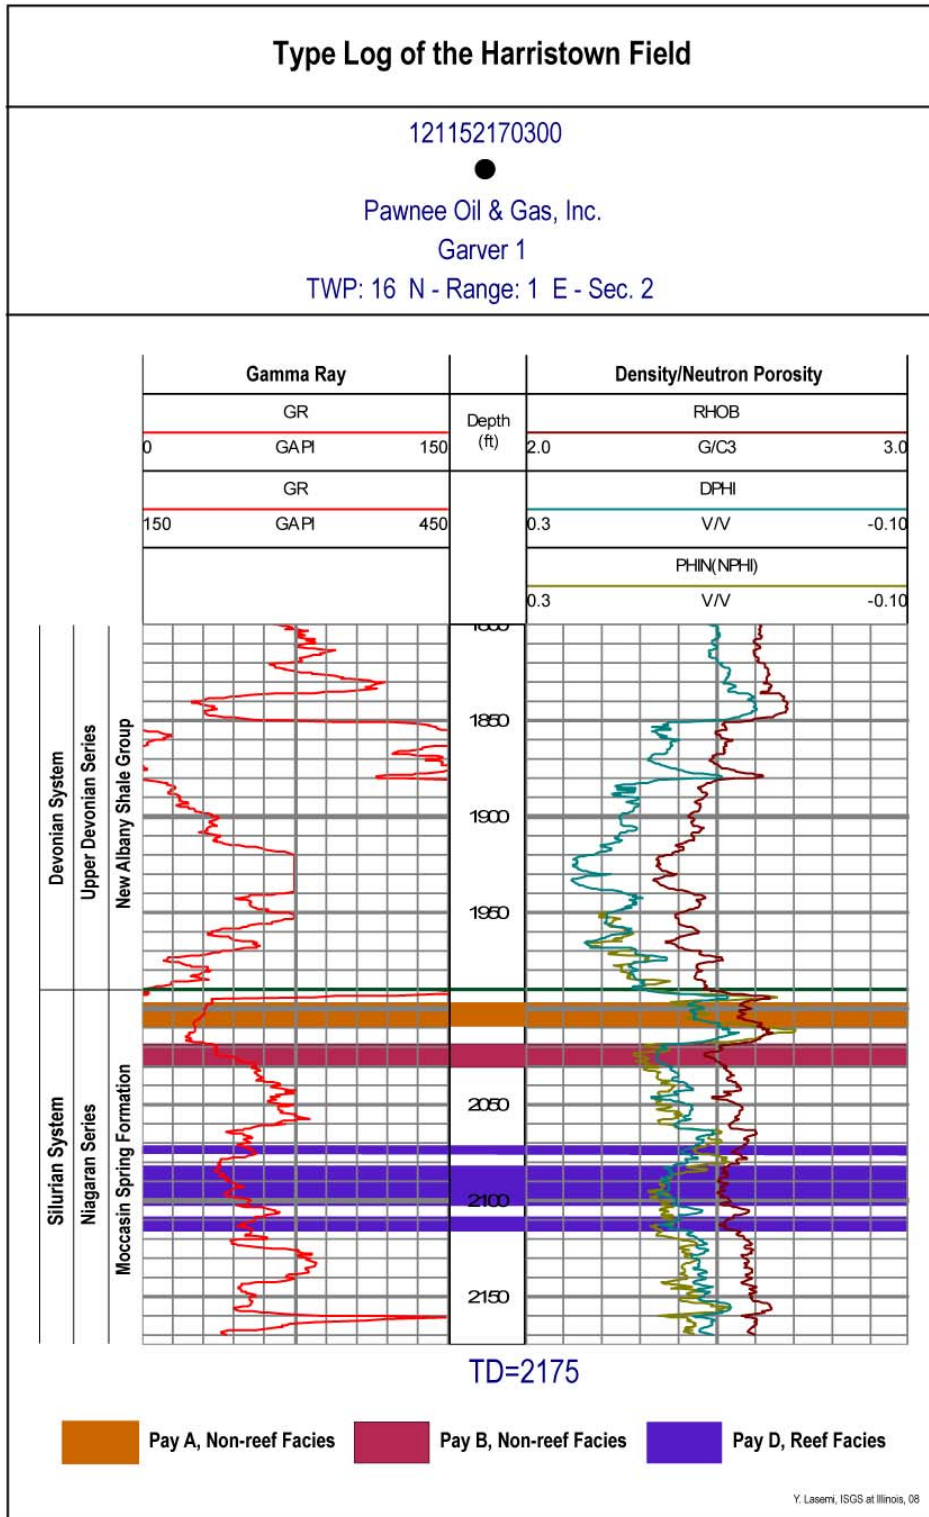 Type Log of the Harristown Field
121152170300
Pawnee Oil & Gas, Inc.
Garver 1
TWP: 16 N - Range: 1 E - Sec. 2
Gamma Ray
Depth
(ft)
Density/Neutron Porosity
GR
0 GAPI 150
GR
150 GAPI 450
RHOB
2.0 G/C3 3.0
DPHI
0.3 V/V -0.10
PHIN(NPHI)
0.3 V/V -0.10
Devonian System
Upper Devonian Series
New Albany Shale Group
Silurian System
Niagaran Series
Moccasin Spring Formation
1850
1900
1950
2050
2100
2150
TD=2175
Pay A, Non-reef Facies
Pay B, Non-reef Facies
Pay D, Reef Facies
Y. Lasemi, ISGS at Illinois, 08